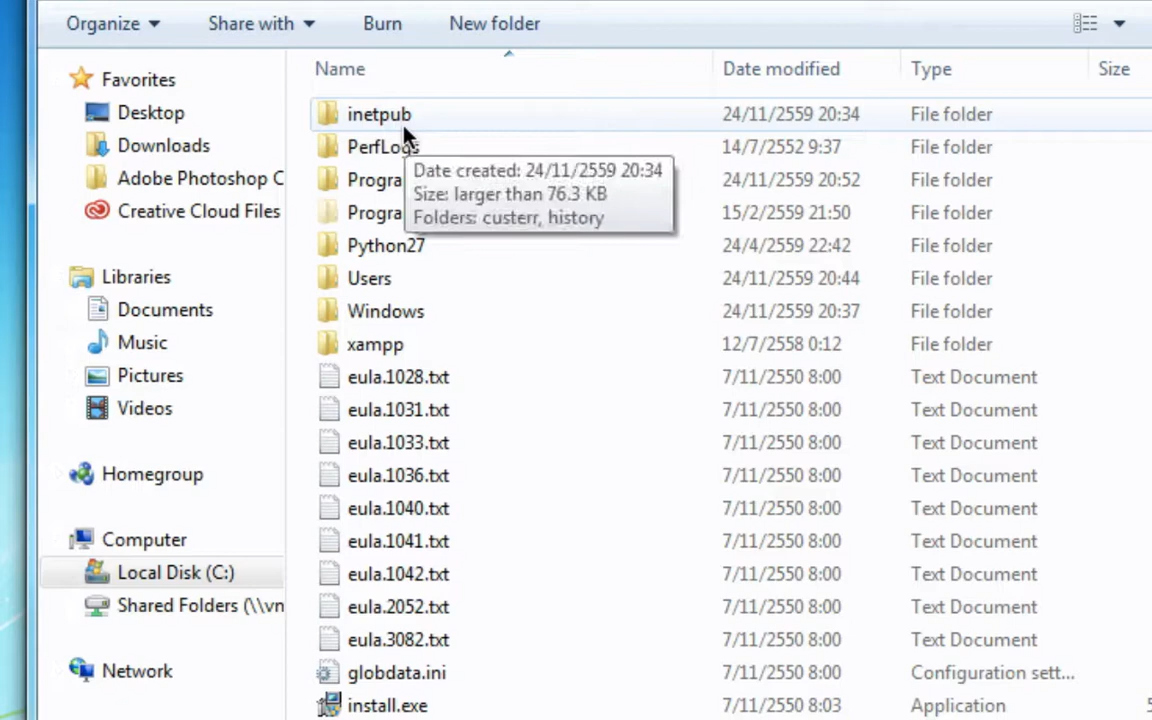 Organize Share with Burn New folder
Name Date modified Type Size
Favorites
Desktop
Downloads
Adobe Photoshop C
Creative Cloud Files
Libraries
Documents
Music
Pictures
Videos
Homegroup
Computer
Local Disk (C:)
Shared Folders (\\vn
Network
inetpub 24/11/2559 20:34 File folder
PerfLogs 14/7/2552 9:37 File folder
Progra 24/11/2559 20:52 File folder
Progra 15/2/2559 21:50 File folder
Python27 24/4/2559 22:42 File folder
Users 24/11/2559 20:44 File folder
Windows 24/11/2559 20:37 File folder
xampp 12/7/2558 0:12 File folder
eula.1028.txt 7/11/2550 8:00 Text Document
eula.1031.txt 7/11/2550 8:00 Text Document
eula.1033.txt 7/11/2550 8:00 Text Document
eula.1036.txt 7/11/2550 8:00 Text Document
eula.1040.txt 7/11/2550 8:00 Text Document
eula.1041.txt 7/11/2550 8:00 Text Document
eula.1042.txt 7/11/2550 8:00 Text Document
eula.2052.txt 7/11/2550 8:00 Text Document
eula.3082.txt 7/11/2550 8:00 Text Document
globdata.ini 7/11/2550 8:00 Configuration sett...
install.exe 7/11/2550 8:03 Application 5
Date created: 24/11/2559 20:34
Size: larger than 76.3 KB
Folders: custerr, history